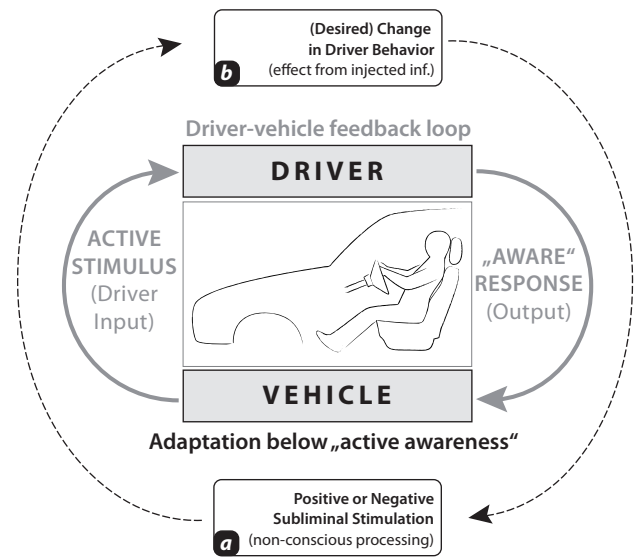 (Desired) Change
in Driver Behavior
(effect from injected inf.)
b
Driver-vehicle feedback loop
DRIVER
ACTIVE
STIMULUS
(Driver
Input)
„AWARE“
RESPONSE
(Output)
VEHICLE
Adaptation below „active awareness“
Positive or Negative
Subliminal Stimulation
(non-conscious processing)
a